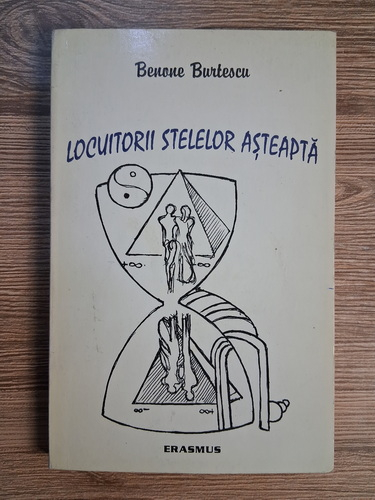 Benone Burtescu
LOCUITORII STELELOR AȘTEAPTĂ
+∞ -∞
∞- ∞+
ERASMUS